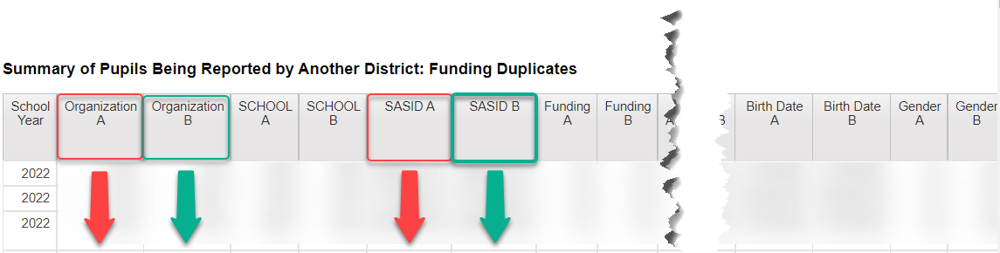 Summary of Pupils Being Reported by Another District: Funding Duplicates
School Year Organization A Organization B SCHOOL A SCHOOL B SASID A SASID B Funding A Funding B A B Birth Date A Birth Date B Gender A Gender B
2022
2022
2022